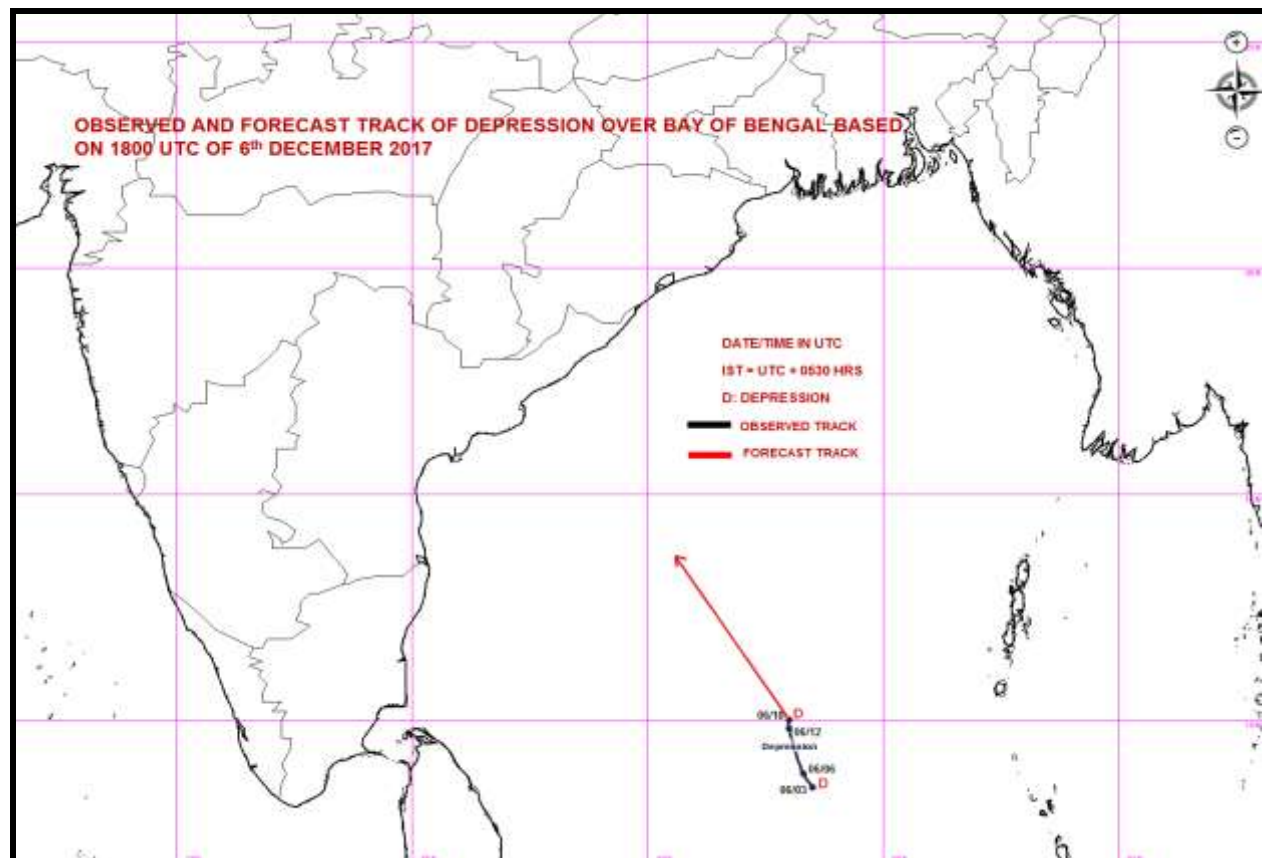 OBSERVED AND FORECAST TRACK OF DEPRESSION OVER BAY OF BENGAL BASED
ON 1800 UTC OF 6th DECEMBER 2017
DATE/TIME IN UTC
IST = UTC + 0530 HRS
D: DEPRESSION
OBSERVED TRACK
FORECAST TRACK
06/18 D
06/12
Depression
06/06
06/03 D